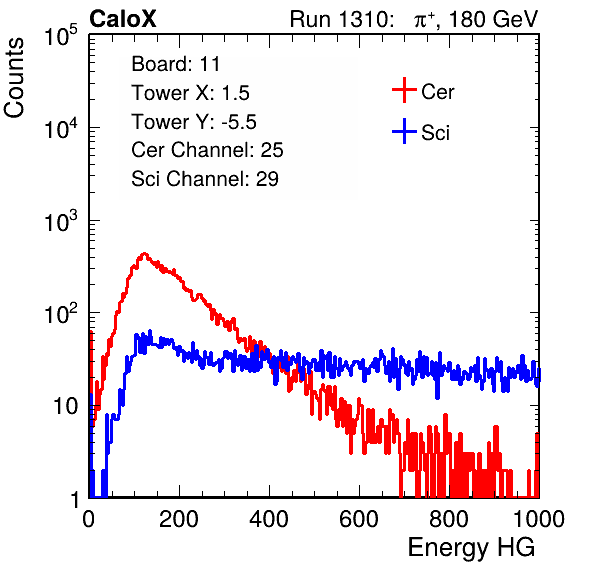 CaloX Run 1310: π⁺, 180 GeV
Counts
10⁵
10⁴
10³
10²
10
1
Board: 11
Tower X: 1.5
Tower Y: -5.5
Cer Channel: 25
Sci Channel: 29
Cer
Sci
0 200 400 600 800 1000
Energy HG